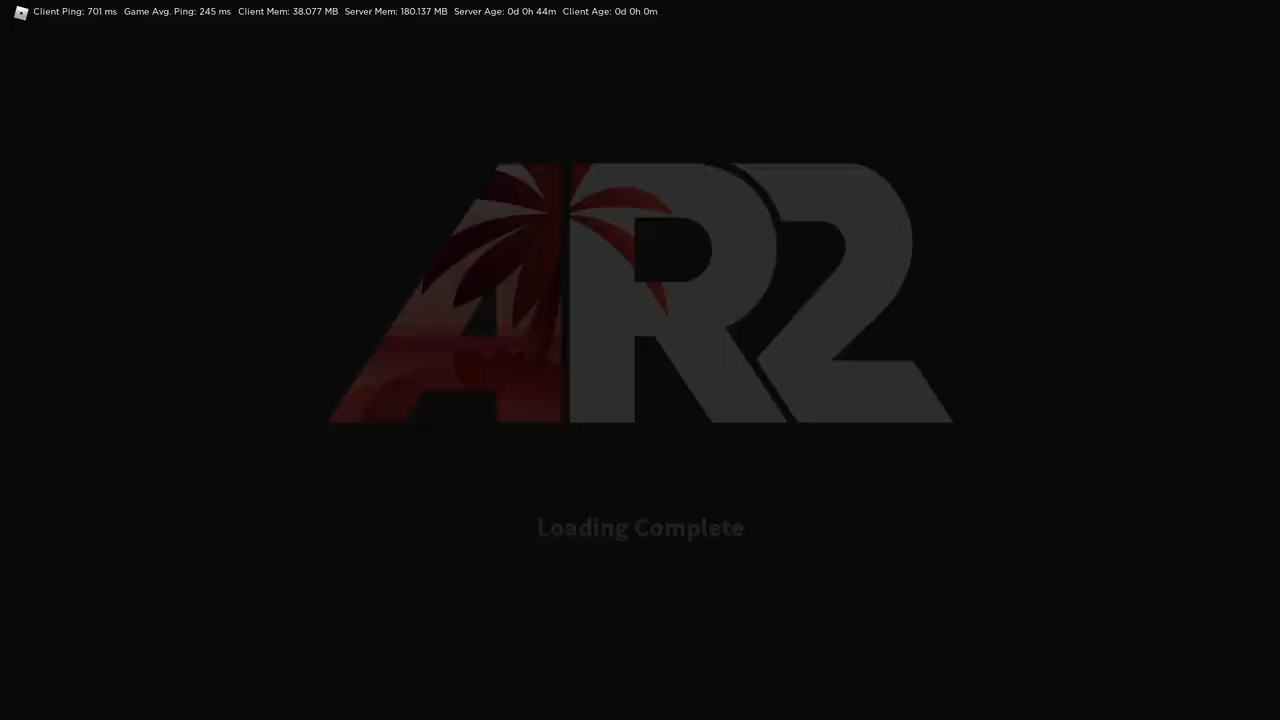 Client Ping: 701 ms Game Avg. Ping: 245 ms Client Mem: 38.077 MB Server Mem: 180.137 MB Server Age: 0d 0h 44m Client Age: 0d 0h 0m
AR2
Loading Complete